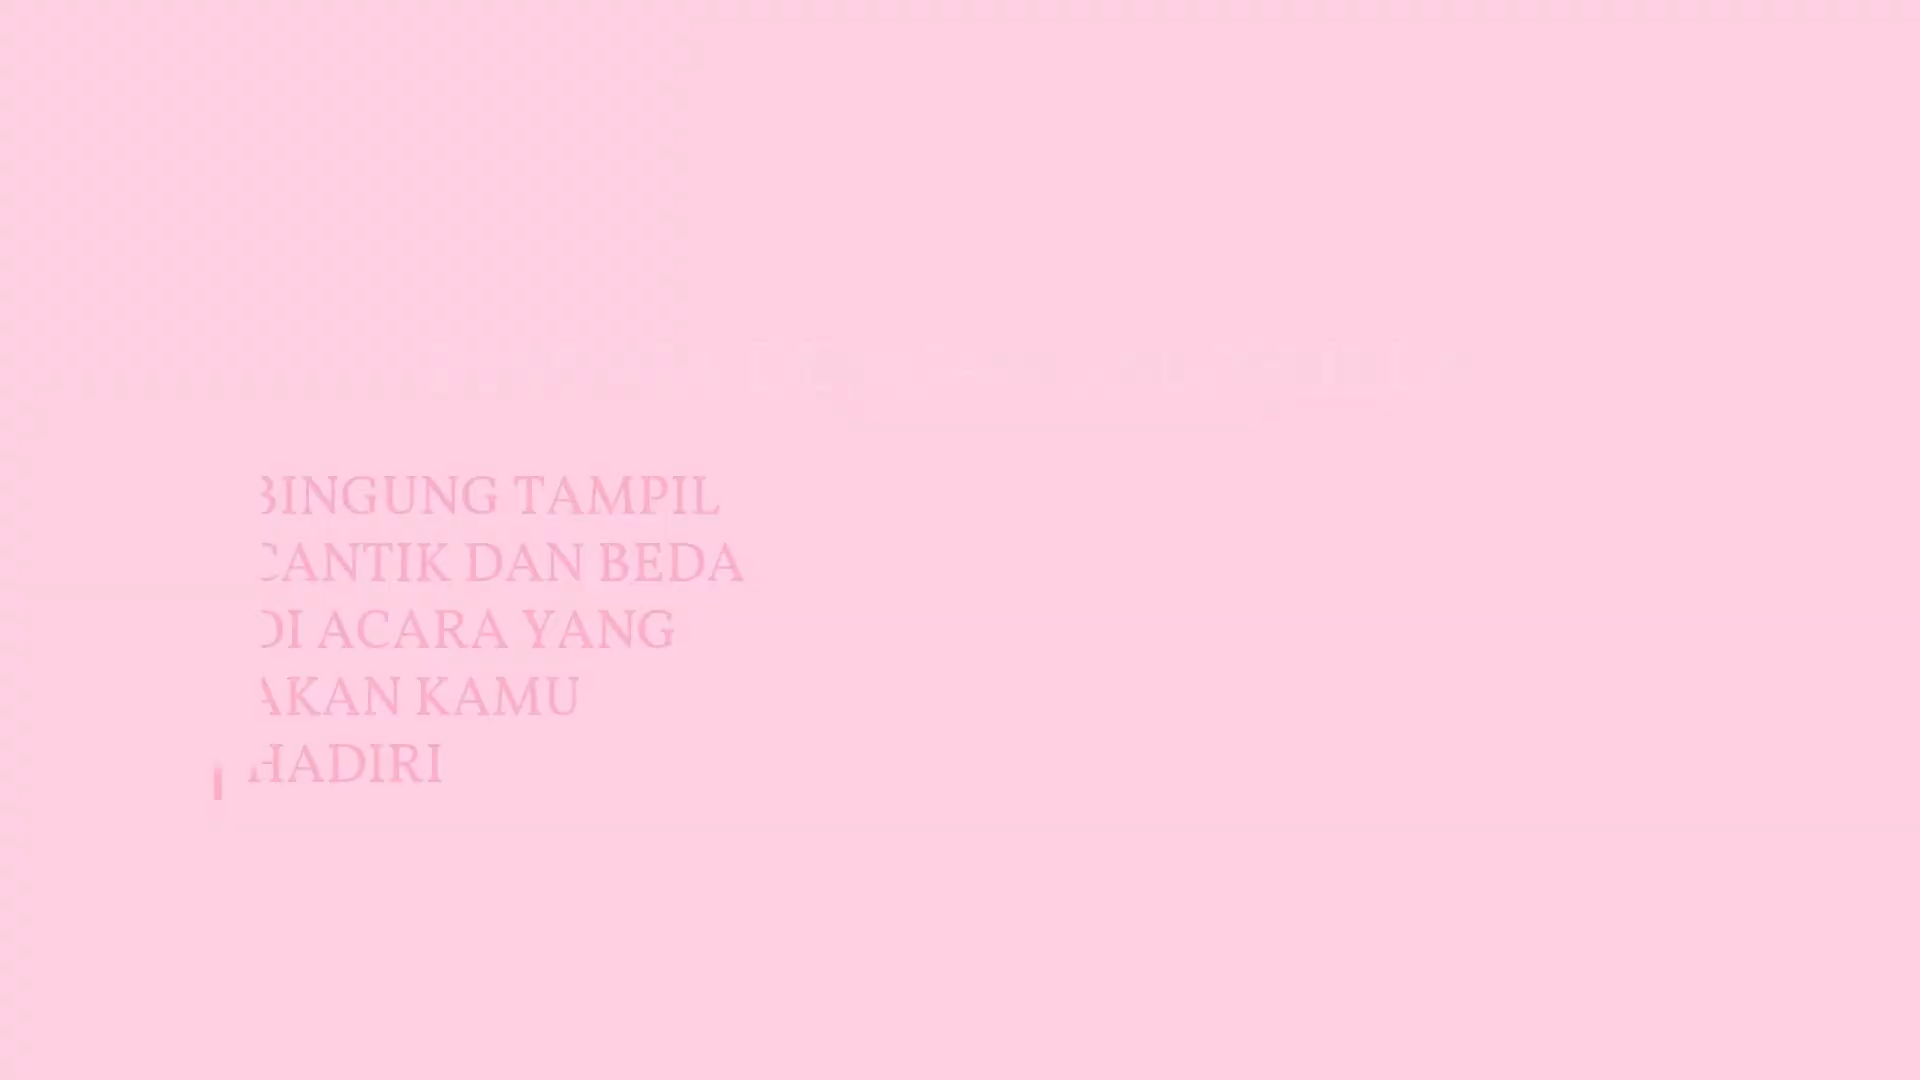 BINGUNG TAMPIL
CANTIK DAN BEDA
DI ACARA YANG
AKAN KAMU
HADIRI